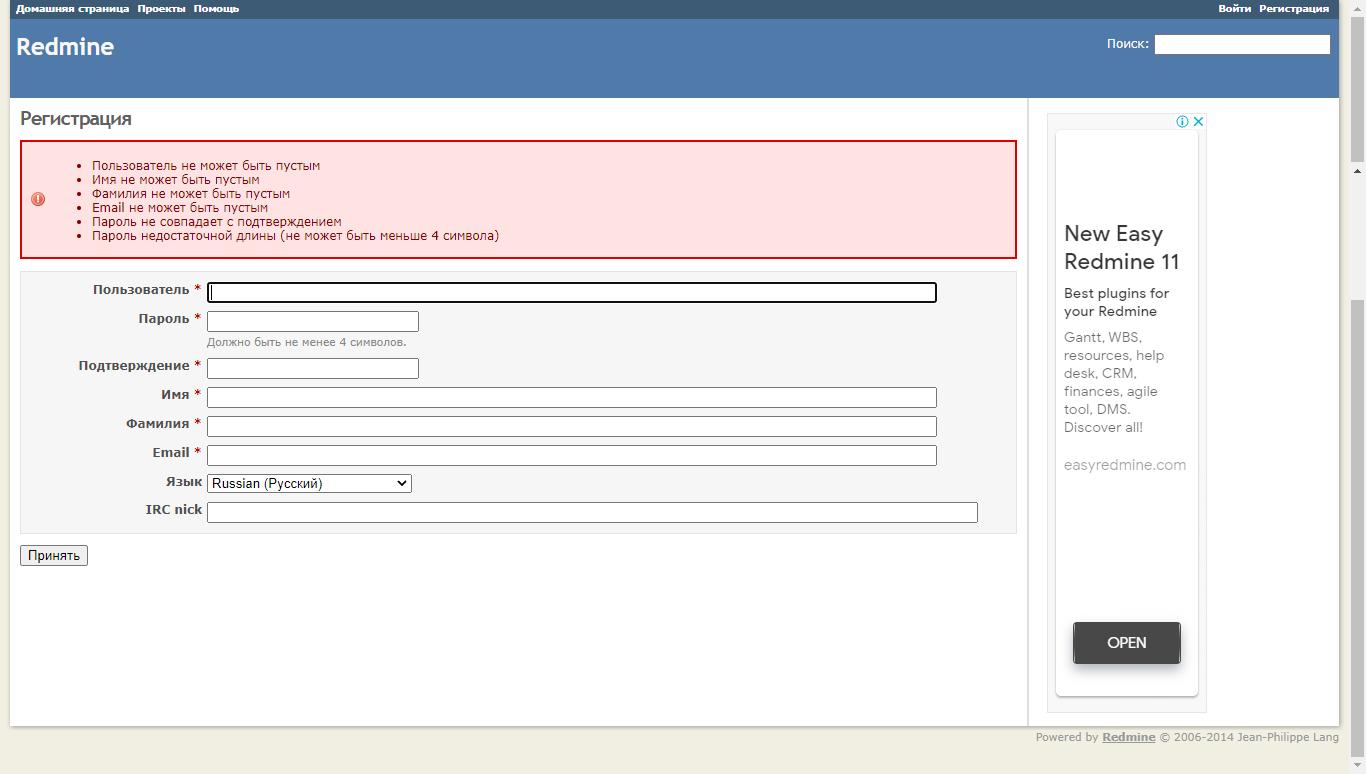 Домашняя страница Проекты Помощь Войти Регистрация
Redmine
Поиск:
Регистрация
Пользователь не может быть пустым
Имя не может быть пустым
Фамилия не может быть пустым
Email не может быть пустым
Пароль не совпадает с подтверждением
Пароль недостаточной длины (не может быть меньше 4 символа)
Пользователь *
Пароль *
Должно быть не менее 4 символов.
Подтверждение *
Имя *
Фамилия *
Email *
Язык Russian (Русский)
IRC nick
Принять
New Easy
Redmine 11
Best plugins for
your Redmine
Gantt, WBS,
resources, help
desk, CRM,
finances, agile
tool, DMS.
Discover all!
easyredmine.com
OPEN
Powered by Redmine © 2006-2014 Jean-Philippe Lang